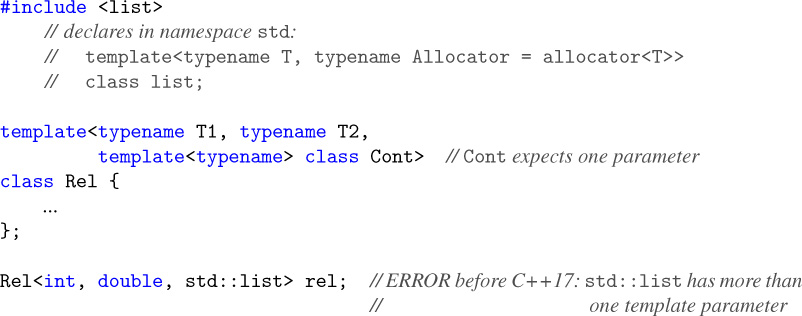 #include <list>
// declares in namespace std:
// template<typename T, typename Allocator = allocator<T>>
// class list;
template<typename T1, typename T2,
template<typename> class Cont> // Cont expects one parameter
class Rel {
...
};
Rel<int, double, std::list> rel; // ERROR before C++17: std::list has more than
// one template parameter